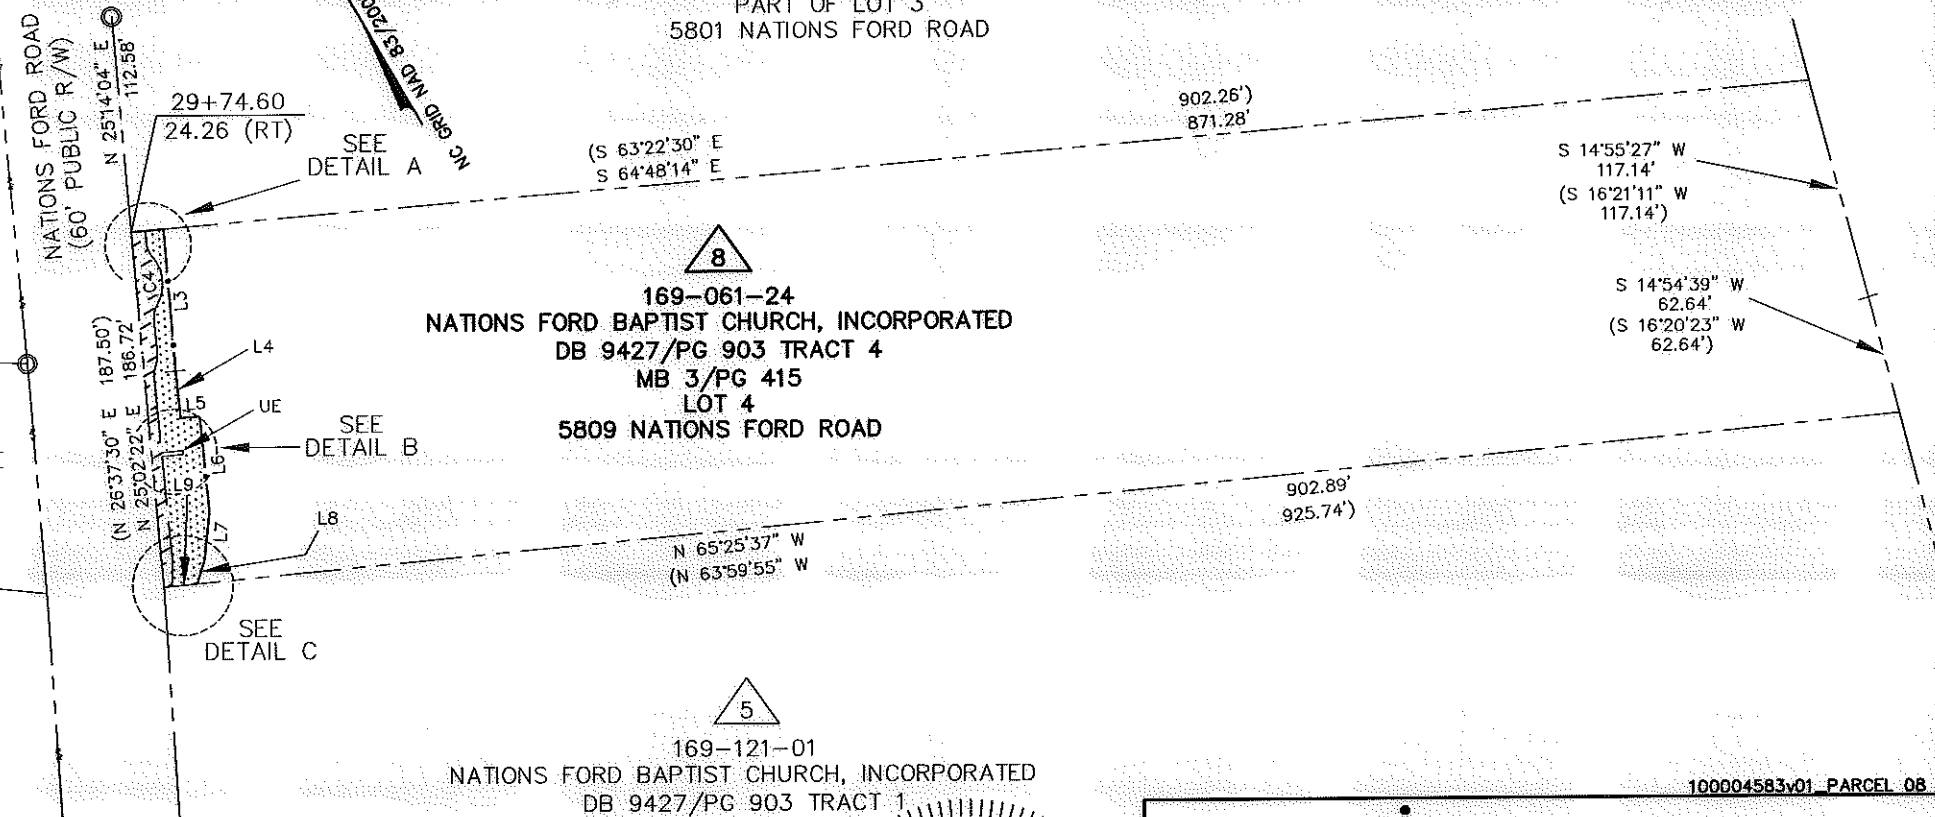 PART OF LOT 3
5801 NATIONS FORD ROAD
NATIONS FORD ROAD
(60' PUBLIC R/W)
N 25°14'04" E
112.58'
NC GRID NAD 83/200
29+74.60
24.26 (RT)
SEE
DETAIL A
(S 63°22'30" E
S 64°48'14" E
902.26')
871.28'
S 14°55'27" W
117.14'
(S 16°21'11" W
117.14')
S 14°54'39" W
62.64'
(S 16°20'23" W
62.64')
8
169-061-24
NATIONS FORD BAPTIST CHURCH, INCORPORATED
DB 9427/PG 903 TRACT 4
MB 3/PG 415
LOT 4
5809 NATIONS FORD ROAD
C4
L3
L4
L5
UE
SEE
DETAIL B
L6
L9
L7
L8
(N 26°37'30" E 187.50')
N 25°02'22" E 186.72'
902.89'
925.74')
N 65°25'37" W
(N 63°59'55" W
SEE
DETAIL C
5
169-121-01
NATIONS FORD BAPTIST CHURCH, INCORPORATED
DB 9427/PG 903 TRACT 1
100004583v01_PARCEL 08